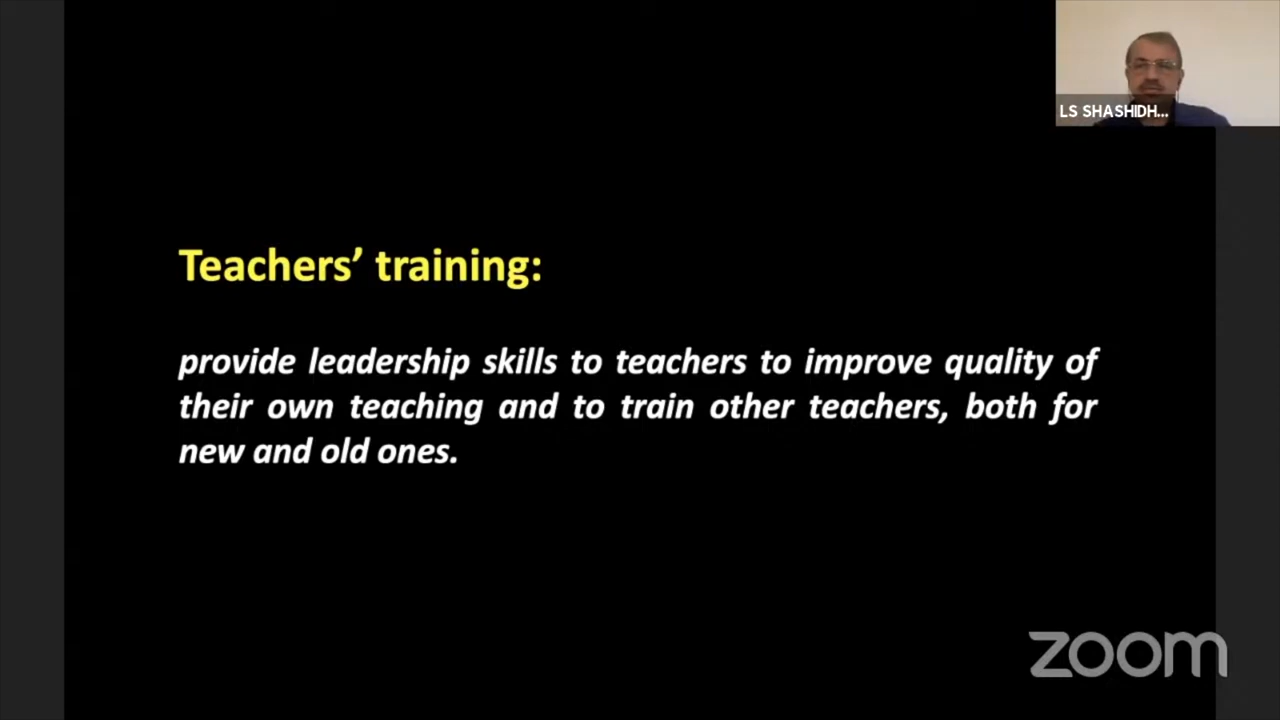 LS SHASHIDH...
Teachers’ training:
provide leadership skills to teachers to improve quality of
their own teaching and to train other teachers, both for
new and old ones.
zoom